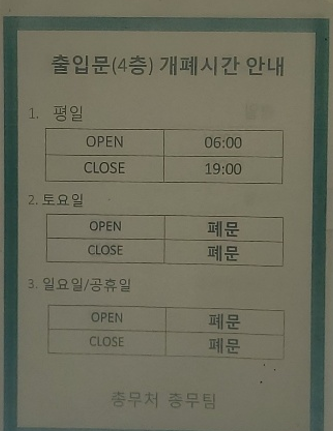 출입문(4층) 개폐시간 안내
1. 평일
OPEN 06:00
CLOSE 19:00
2. 토요일
OPEN 폐문
CLOSE 폐문
3. 일요일/공휴일
OPEN 폐문
CLOSE 폐문
총무처 총무팀